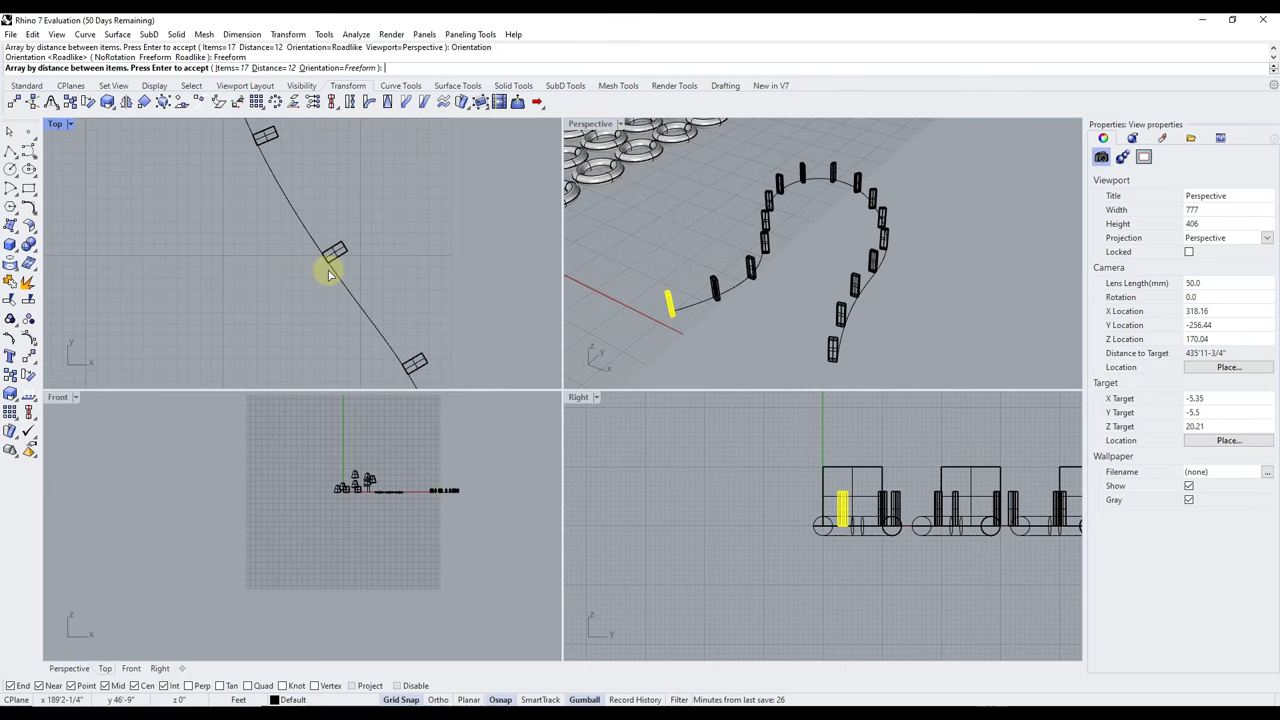 Rhino 7 Evaluation (50 Days Remaining)
File Edit View Curve Surface SubD Solid Mesh Dimension Transform Tools Analyze Render Panels Paneling Tools Help
Array by distance between items. Press Enter to accept ( Items=17 Distance=12 Orientation=Roadlike Viewport=Perspective ): Orientation
Orientation <Roadlike> ( NoRotation Freeform Roadlike ): Freeform
Array by distance between items. Press Enter to accept ( Items=17 Distance=12 Orientation=Freeform ):
Standard CPlanes Set View Display Select Viewport Layout Visibility Transform Curve Tools Surface Tools Solid Tools SubD Tools Mesh Tools Render Tools Drafting New in V7
Top
Perspective
Properties: View properties
Viewport
Title Perspective
Width 777
Height 406
Projection Perspective
Locked
Camera
Lens Length(mm) 50.0
Rotation 0.0
X Location 318.16
Y Location -256.44
Z Location 170.04
Distance to Target 435'11-3/4"
Location Place...
Target
X Target -5.35
Y Target -5.5
Z Target 20.21
Location Place...
Wallpaper
Filename (none) ...
Show
Gray
y
x
z
y
x
Front
Right
z
x
z
y
Perspective Top Front Right
End Near Point Mid Cen Int Perp Tan Quad Knot Vertex Project Disable
CPlane x 189'2-1/4" y 46'-9" z 0" Feet Default Grid Snap Ortho Planar Osnap SmartTrack Gumball Record History Filter Minutes from last save: 26